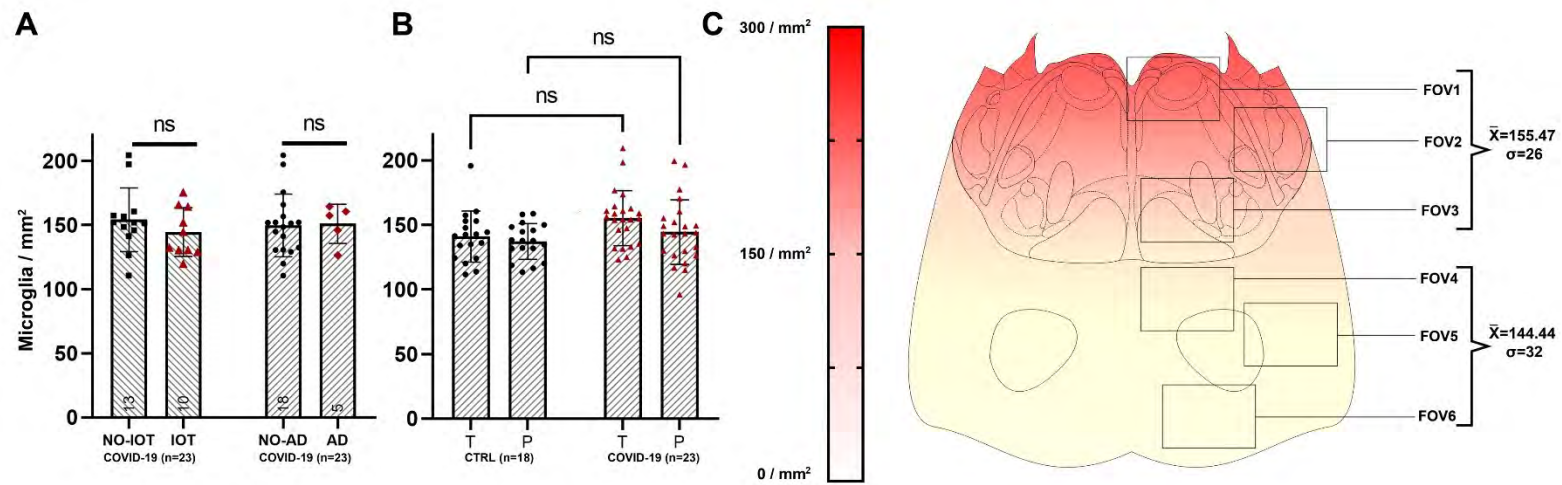 A
Microglia / mm²
200
150
100
50
0
ns
ns
13
10
18
5
NO-IOT IOT NO-AD AD
COVID-19 (n=23) COVID-19 (n=23)
B
ns
ns
200
150
100
50
0
T P T P
CTRL (n=18) COVID-19 (n=23)
C
300 / mm²
150 / mm²
0 / mm²
FOV1
FOV2
FOV3
X̄=155.47
σ=26
FOV4
FOV5
FOV6
X̄=144.44
σ=32